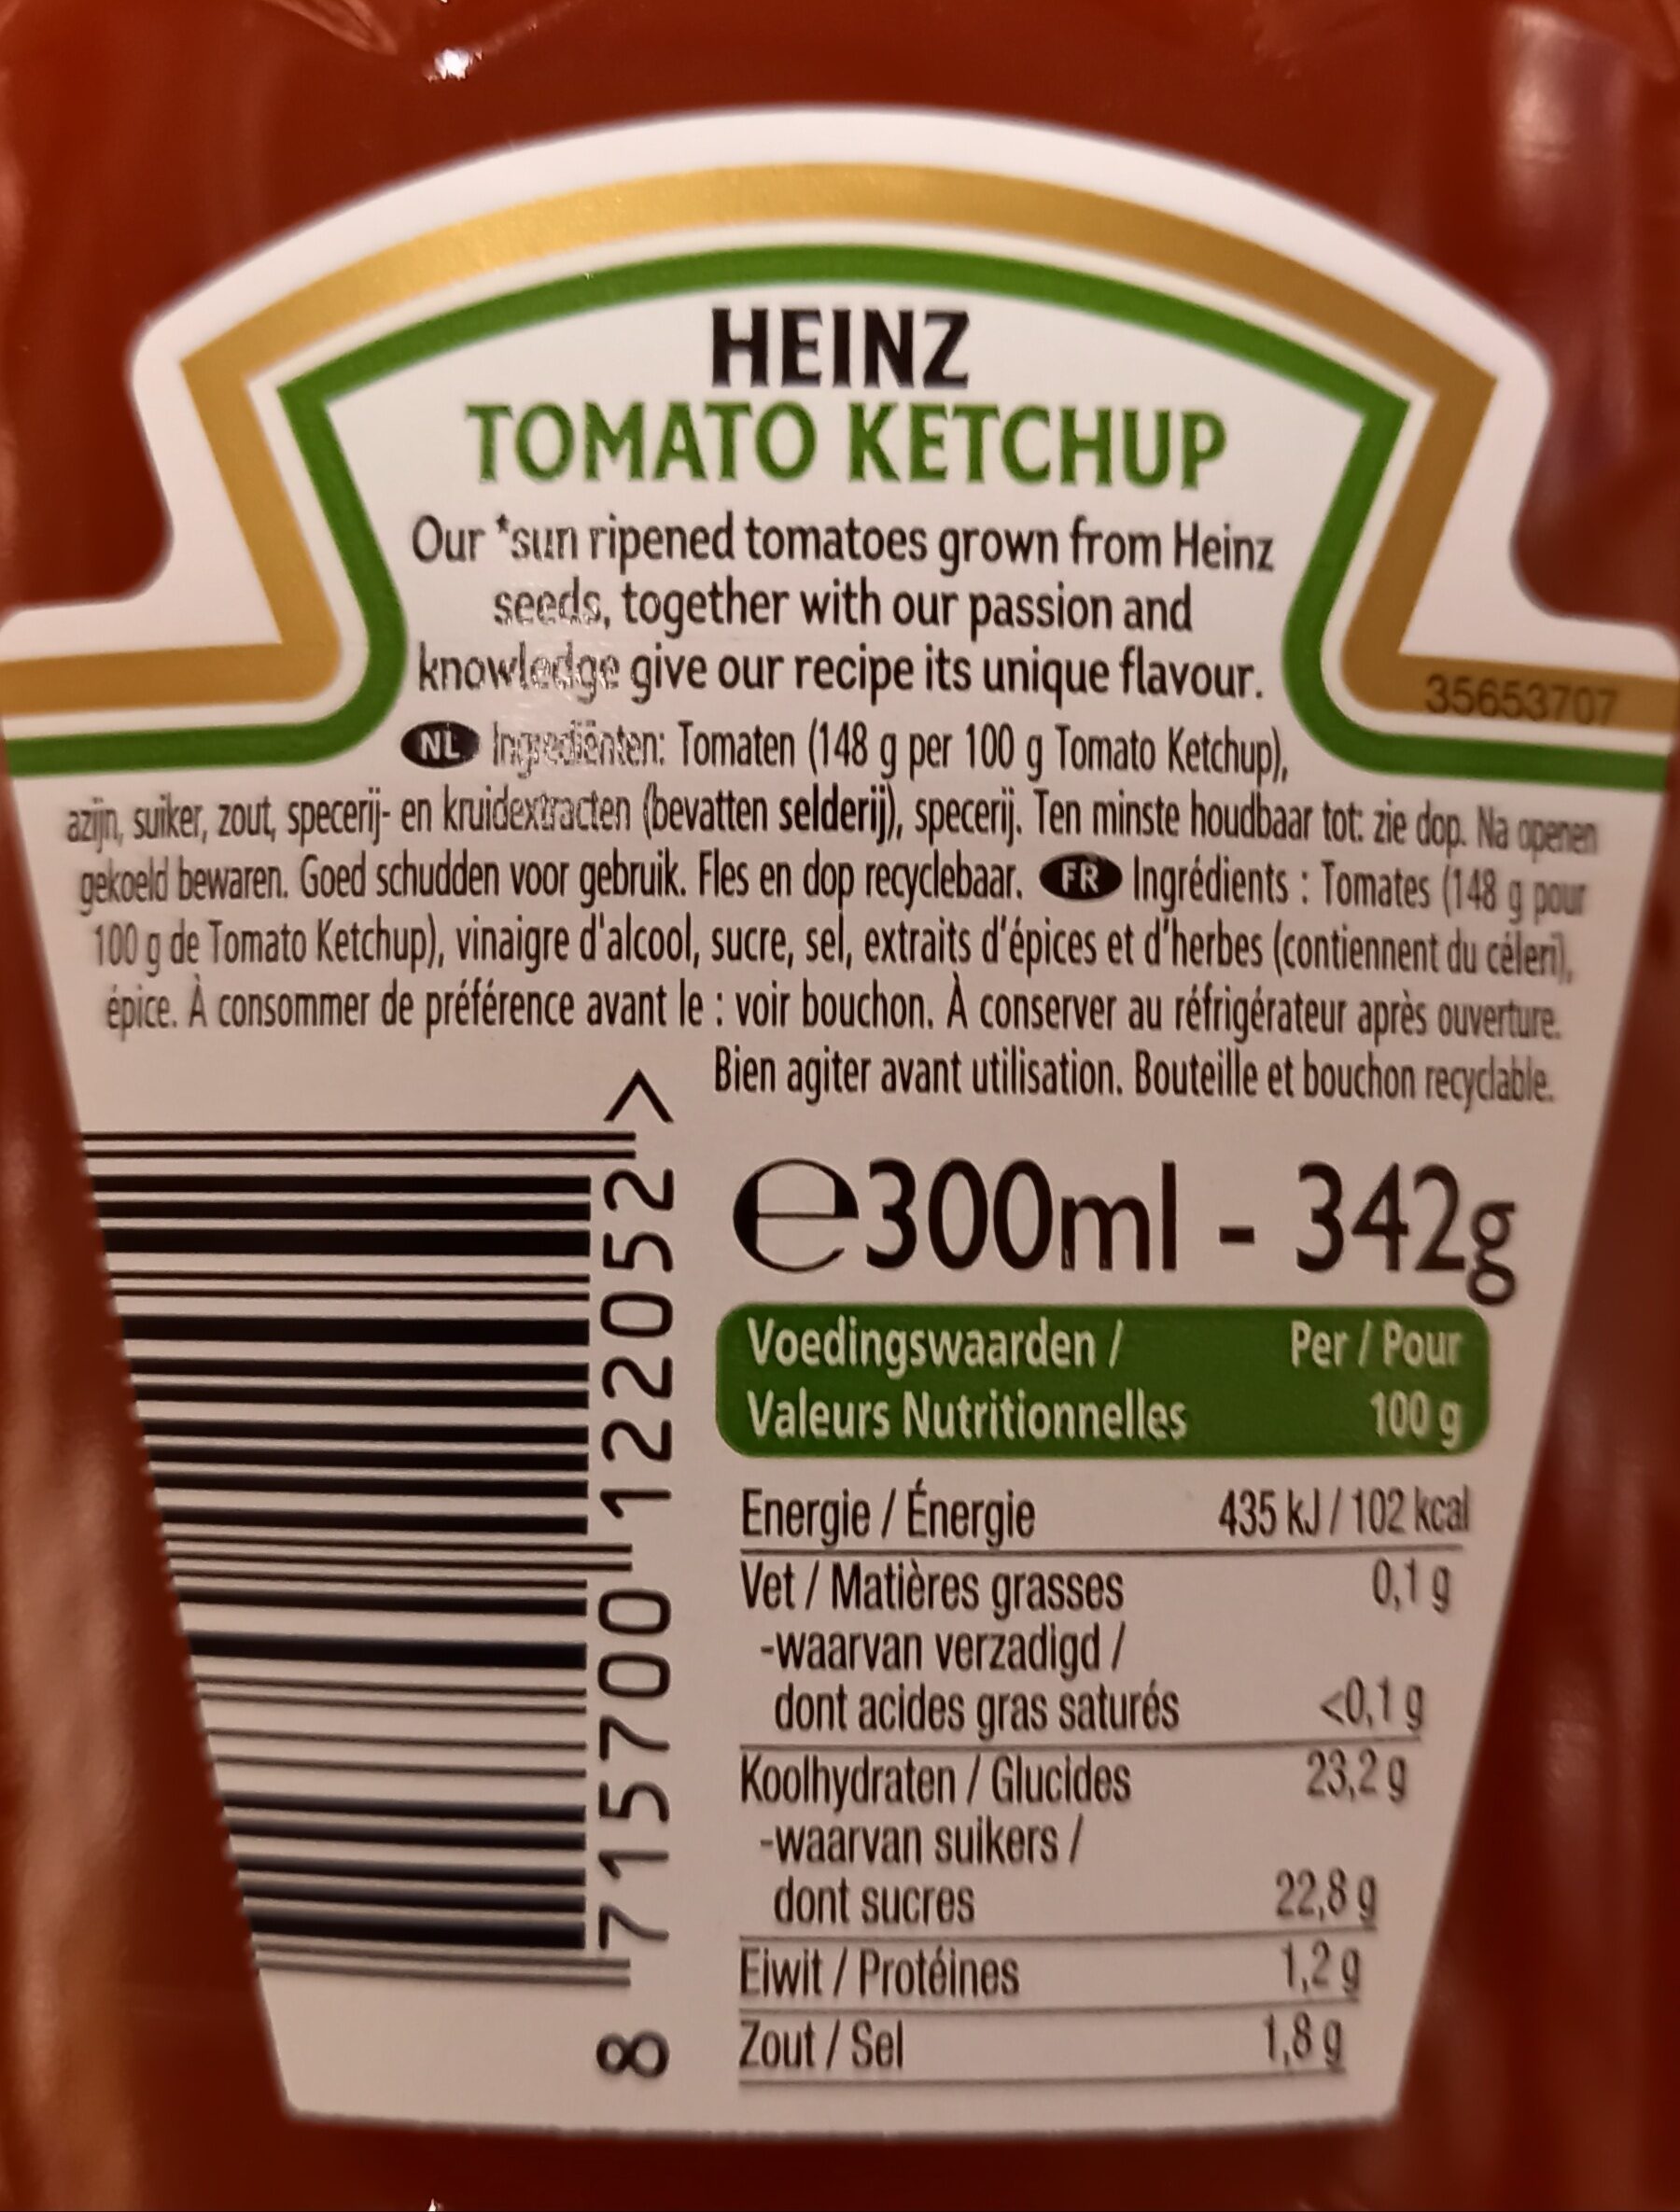 HEINZ
TOMATO KETCHUP
Our *sun ripened tomatoes grown from Heinz
seeds, together with our passion and
knowledge give our recipe its unique flavour.
35653707
NL Ingrediënten: Tomaten (148 g per 100 g Tomato Ketchup),
azijn, suiker, zout, specerij- en kruidextracten (bevatten selderij), specerij. Ten minste houdbaar tot: zie dop. Na openen
gekoeld bewaren. Goed schudden voor gebruik. Fles en dop recyclebaar. FR Ingrédients : Tomates (148 g pour
100 g de Tomato Ketchup), vinaigre d'alcool, sucre, sel, extraits d'épices et d'herbes (contiennent du céleri),
épice. À consommer de préférence avant le : voir bouchon. À conserver au réfrigérateur après ouverture.
Bien agiter avant utilisation. Bouteille et bouchon recyclable.
8 715700 122052 >
e300ml - 342g
Voedingswaarden / Per / Pour
Valeurs Nutritionnelles 100 g
Energie / Énergie 435 kJ / 102 kcal
Vet / Matières grasses 0,1 g
-waarvan verzadigd /
dont acides gras saturés <0,1 g
Koolhydraten / Glucides 23,2 g
-waarvan suikers /
dont sucres 22,8 g
Eiwit / Protéines 1,2 g
Zout / Sel 1,8 g